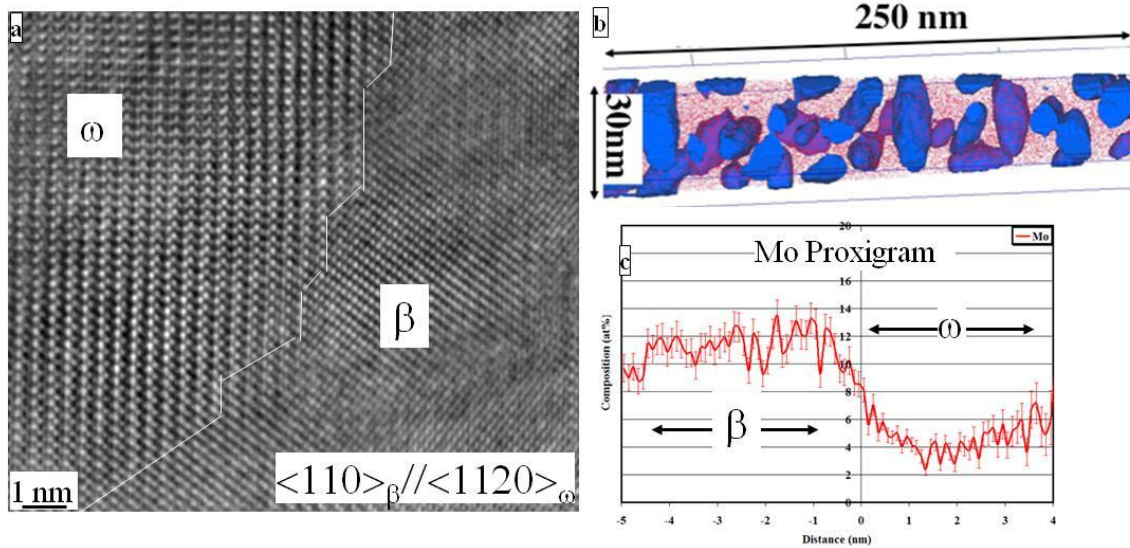 a
ω
β
1 nm
<110>β//<1120>ω
b
250 nm
30nm
c
Mo Proxigram
Mo
ω
β
Composition (at%)
20
18
16
14
12
10
8
6
4
2
0
-5 -4 -3 -2 -1 0 1 2 3 4
Distance (nm)